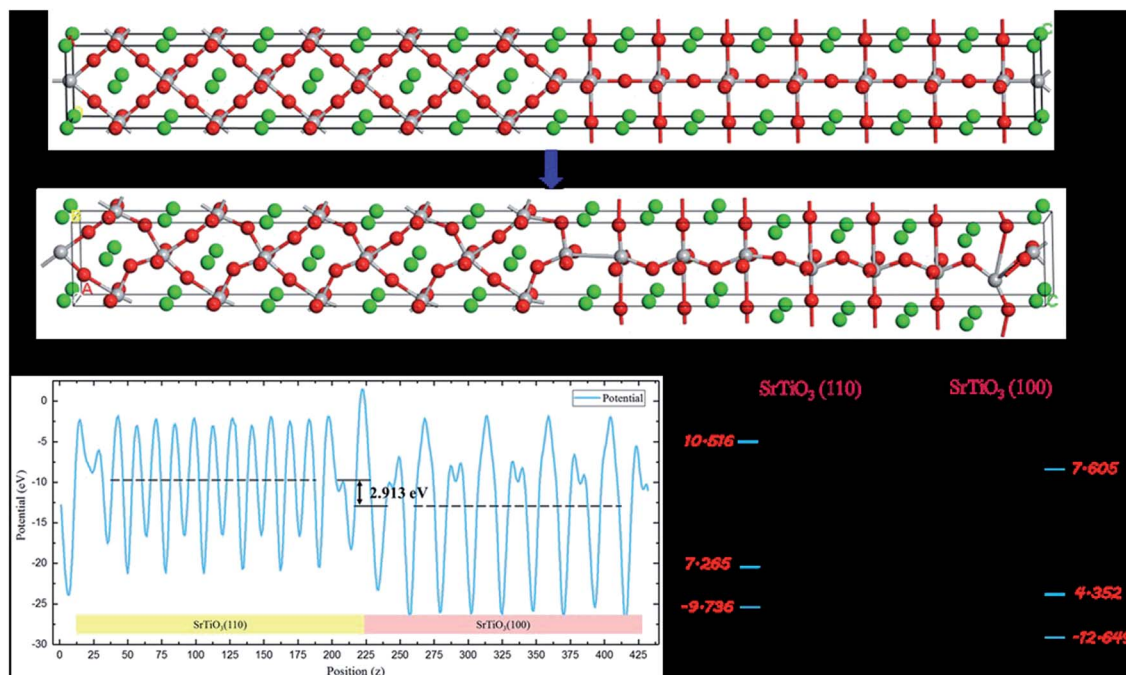 C
B
A
C
SrTiO₃ (110)
SrTiO₃ (100)
Potential
0
-5
-10
-15
-20
-25
-30
Potential (eV)
2.913 eV
SrTiO₃(110)
SrTiO₃(100)
0 25 50 75 100 125 150 175 200 225 250 275 300 325 350 375 400 425
Position (z)
10.516
7.605
7.265
4.352
-9.736
-12.649